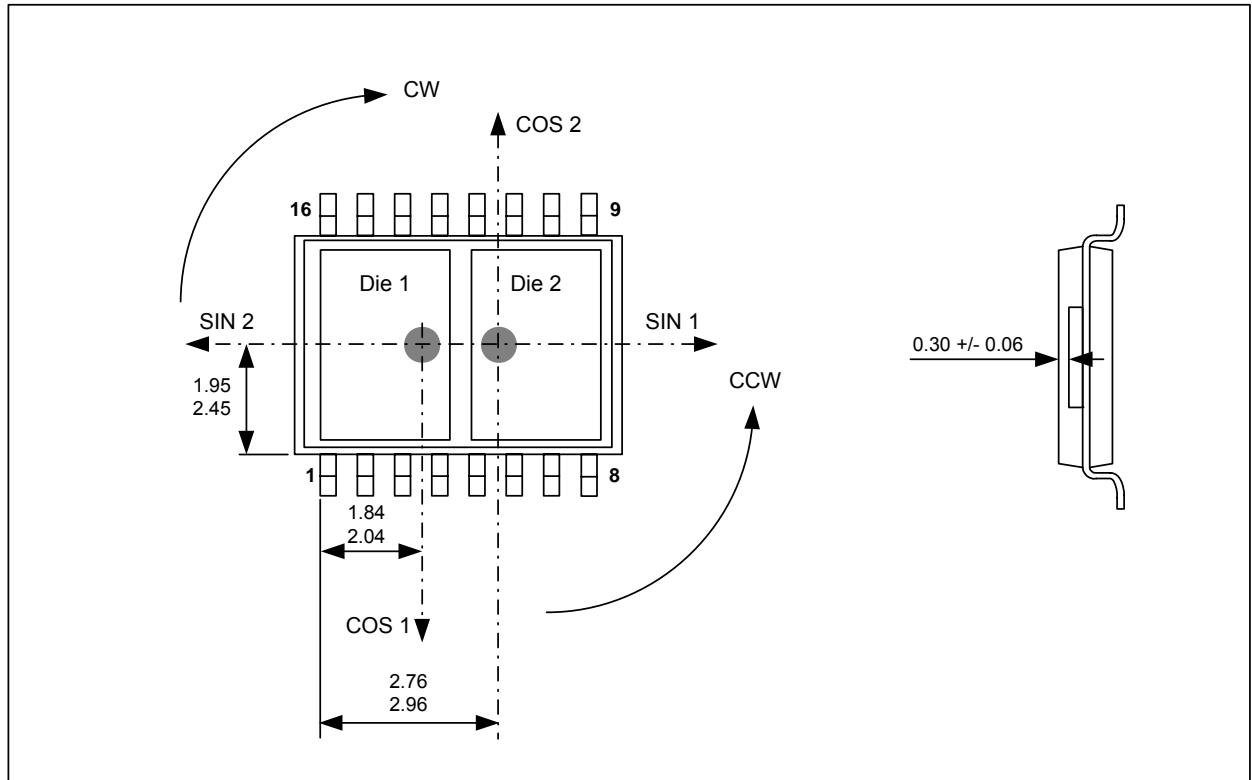 CW
COS 2
16
9
Die 1
Die 2
SIN 2
SIN 1
0.30 +/- 0.06
1.95
2.45
CCW
1
8
1.84
2.04
COS 1
2.76
2.96